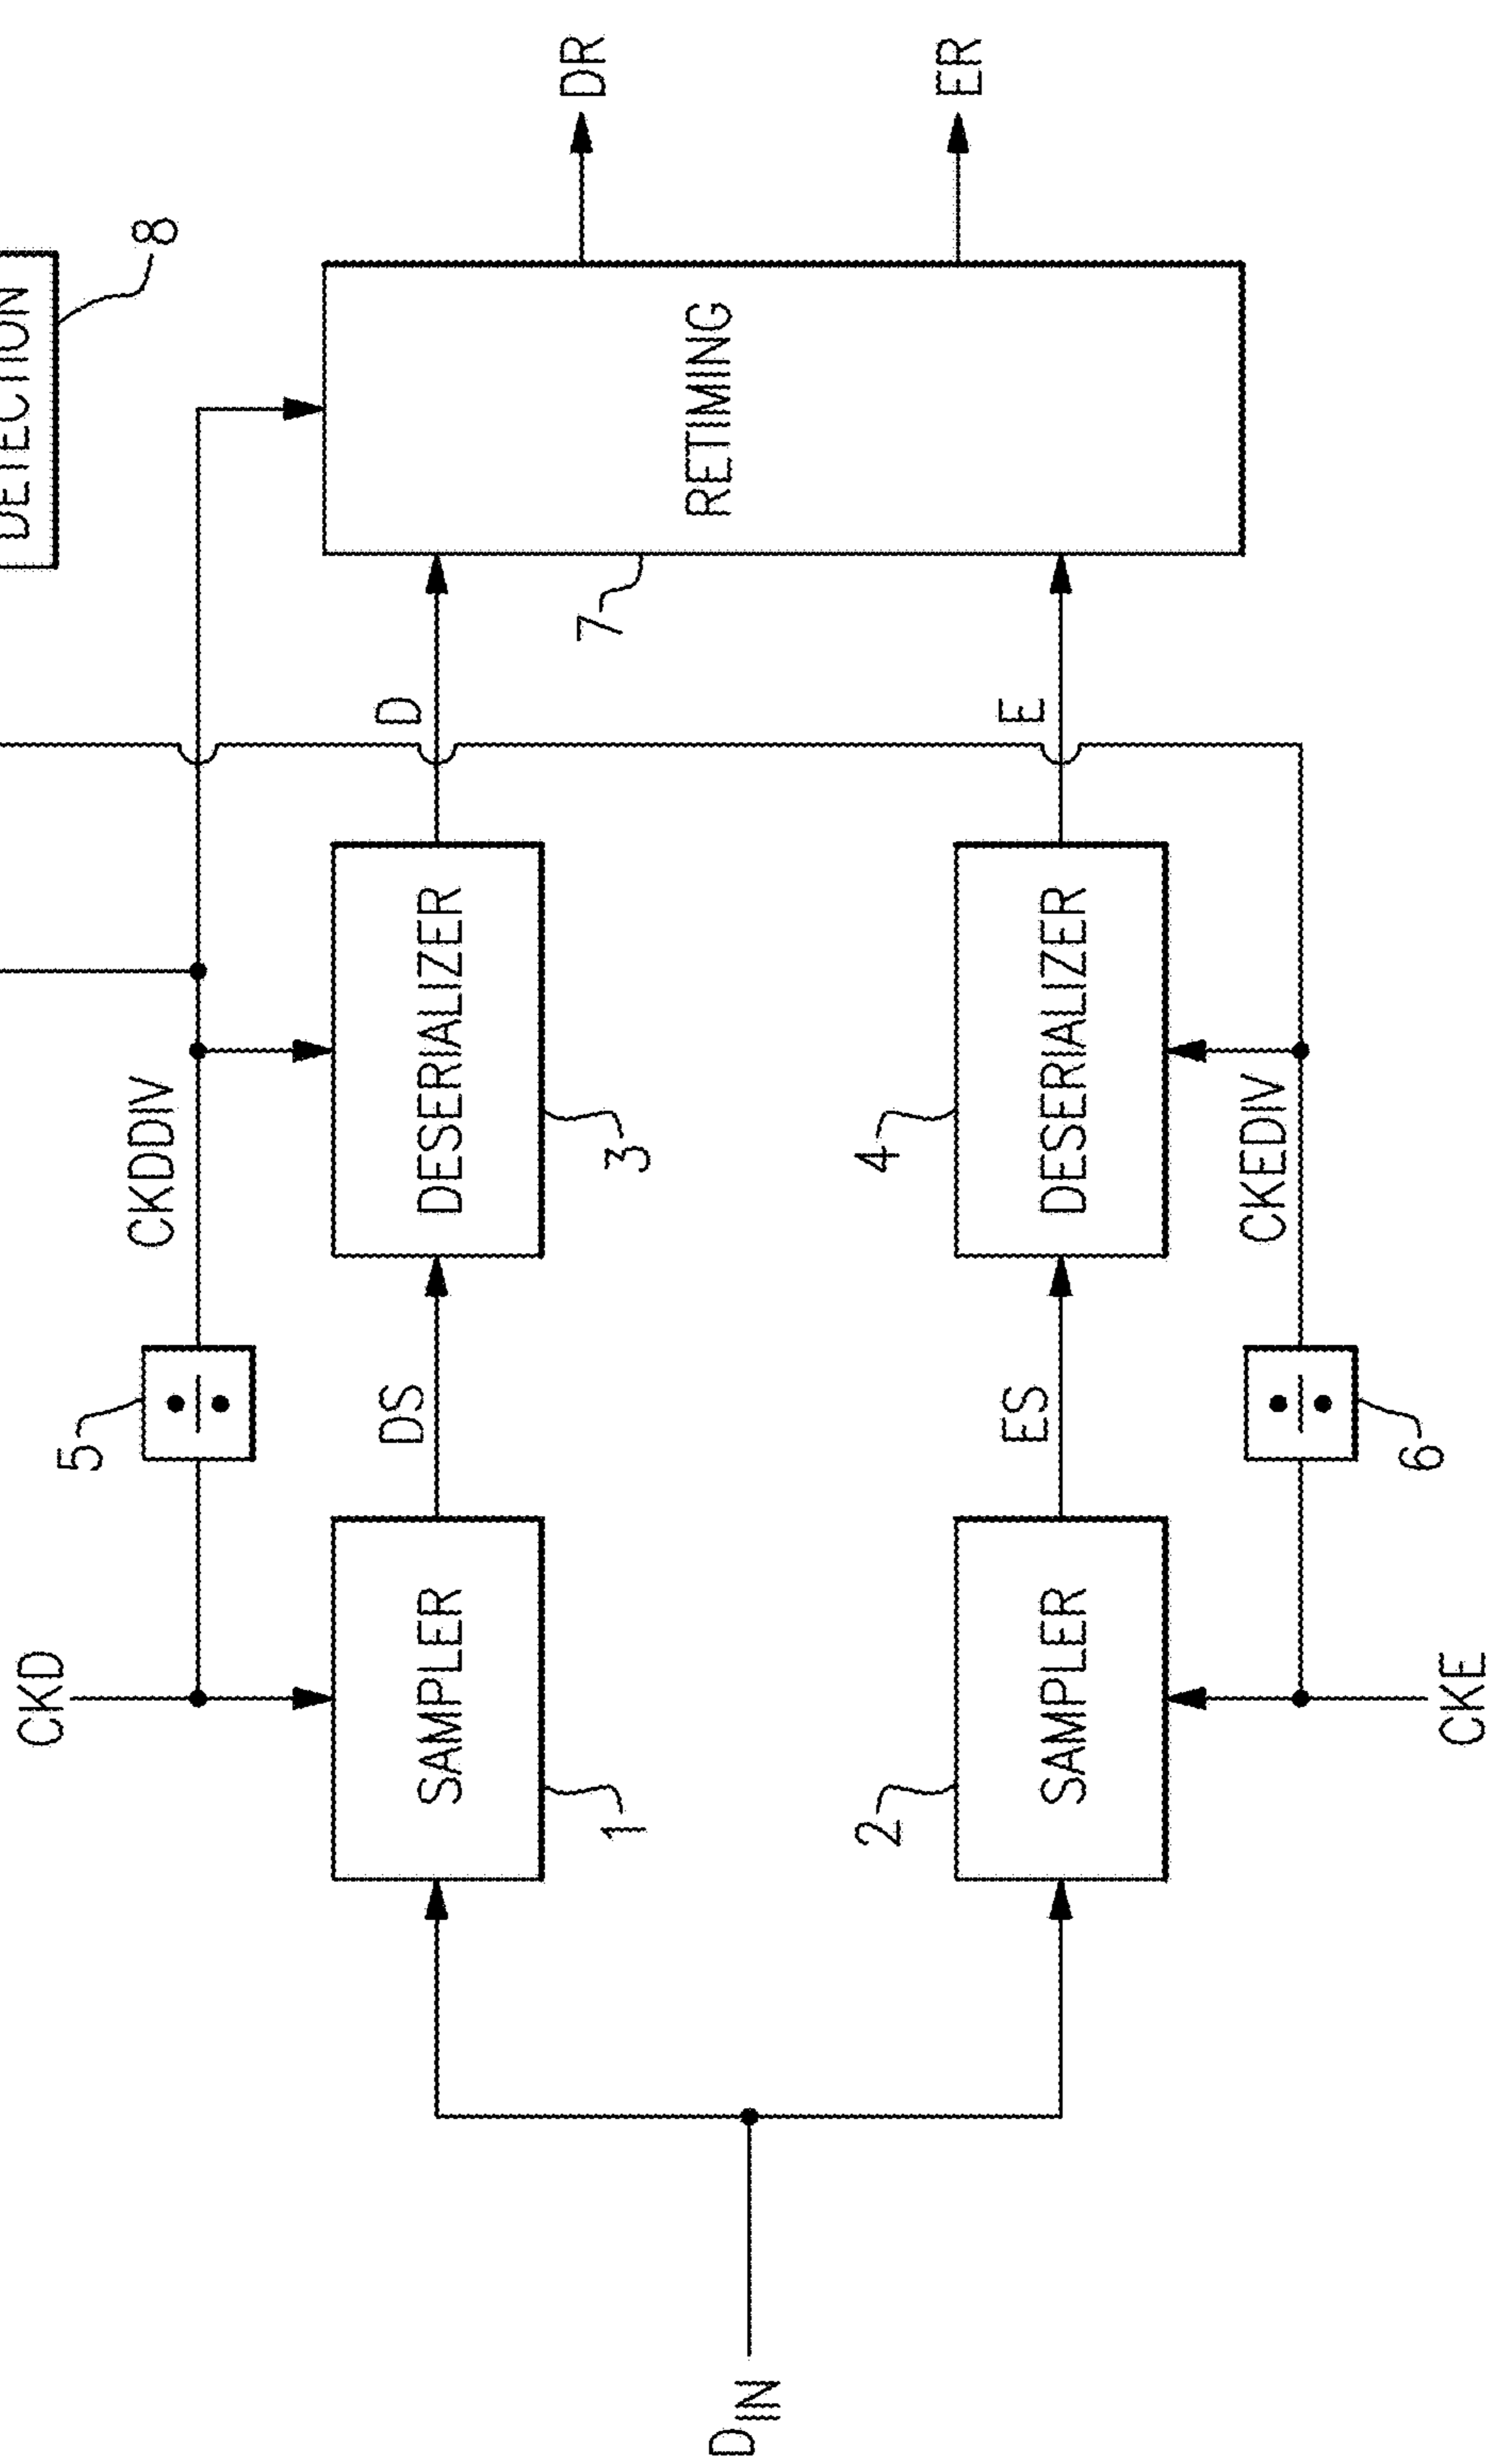 DETECTION
8
CKD
5
CKDDIV
SAMPLER
1
DS
DESERIALIZER
3
D
7
RETIMING
DR
ER
D_IN
2
SAMPLER
ES
4
DESERIALIZER
E
CKEDIV
6
CKE